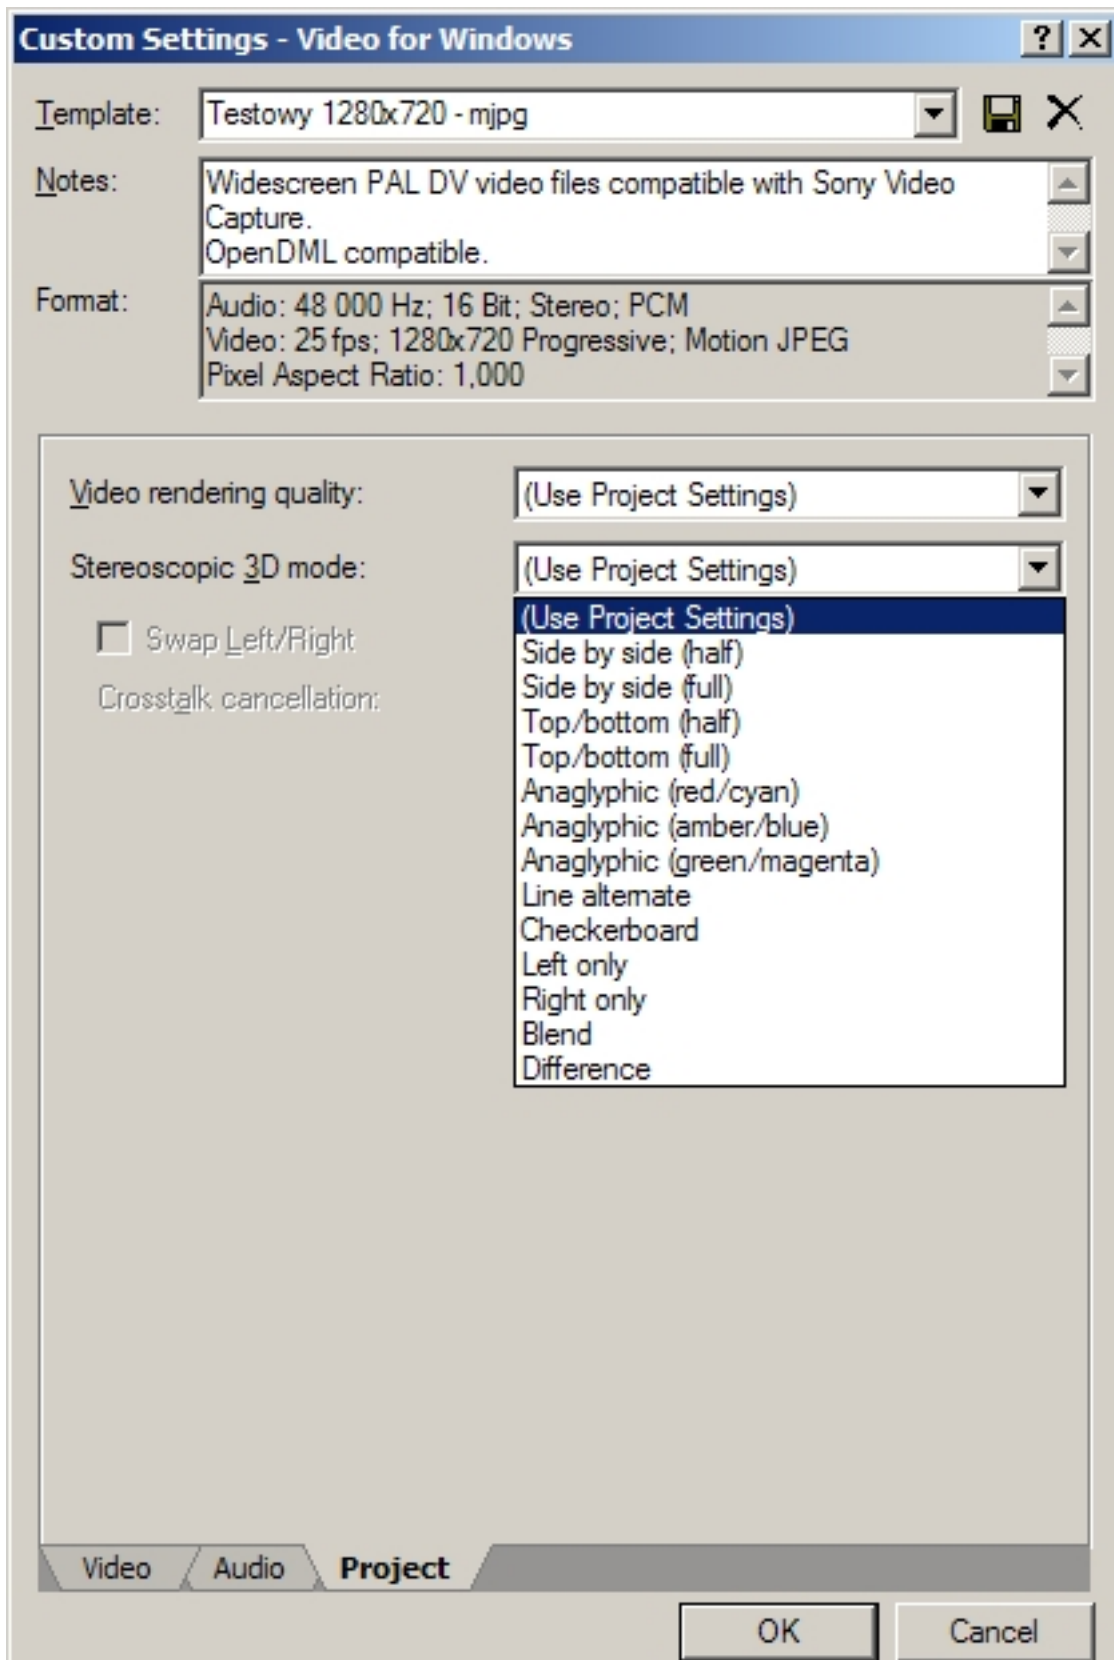 Custom Settings - Video for Windows
Template:
Testowy 1280x720 - mjpg
Notes:
Widescreen PAL DV video files compatible with Sony Video
Capture.
OpenDML compatible.
Format:
Audio: 48 000 Hz; 16 Bit; Stereo; PCM
Video: 25 fps; 1280x720 Progressive; Motion JPEG
Pixel Aspect Ratio: 1,000
Video rendering quality:
(Use Project Settings)
Stereoscopic 3D mode:
(Use Project Settings)
Swap Left/Right
Crosstalk cancellation:
(Use Project Settings)
Side by side (half)
Side by side (full)
Top/bottom (half)
Top/bottom (full)
Anaglyphic (red/cyan)
Anaglyphic (amber/blue)
Anaglyphic (green/magenta)
Line alternate
Checkerboard
Left only
Right only
Blend
Difference
Video
Audio
Project
OK
Cancel